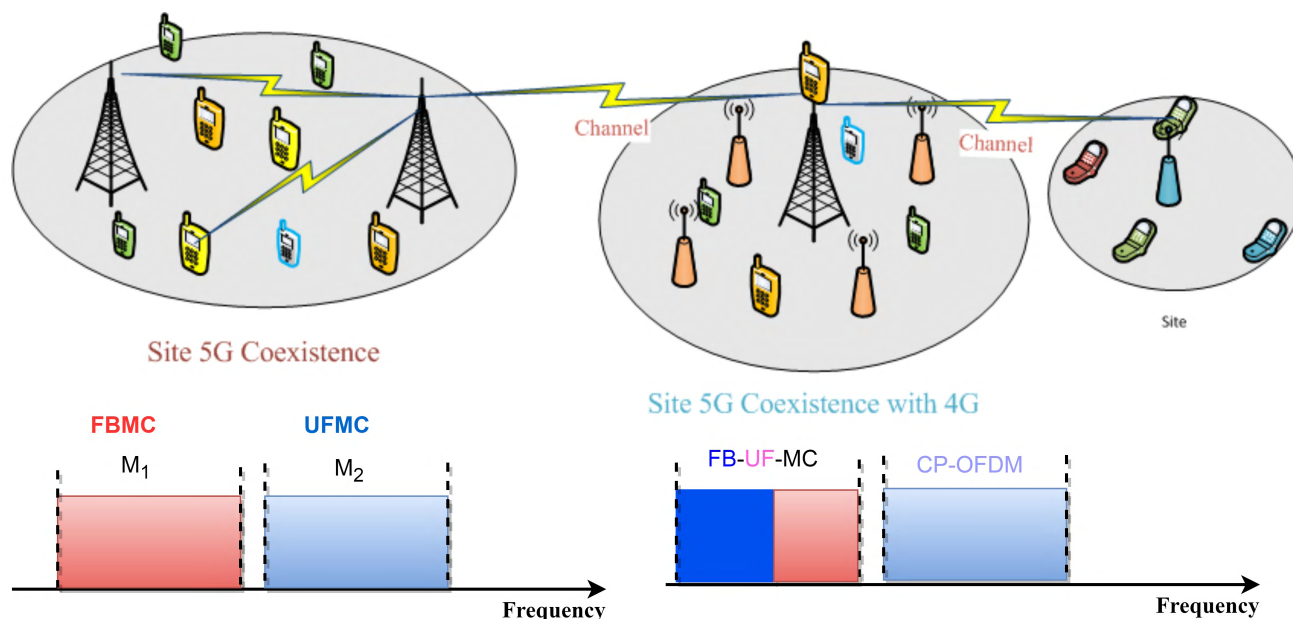 Channel
Channel
Site
Site 5G Coexistence
Site 5G Coexistence with 4G
FBMC
UFMC
M1
M2
Frequency
FB-UF-MC
CP-OFDM
Frequency